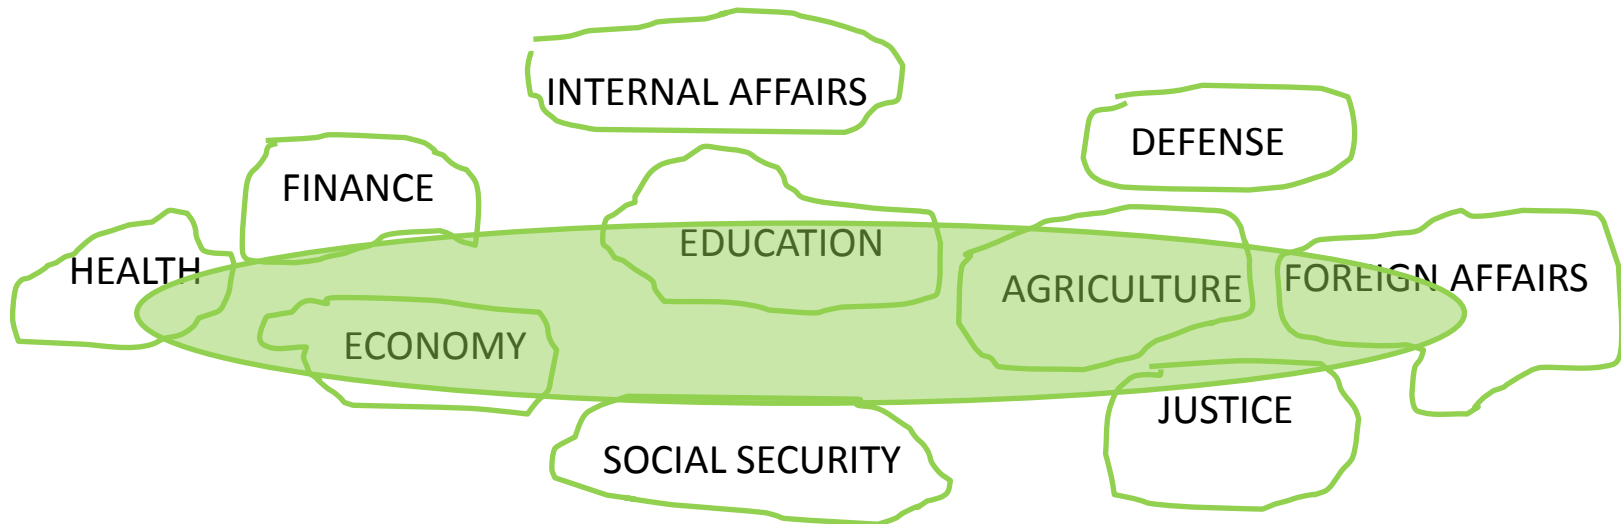 INTERNAL AFFAIRS
DEFENSE
FINANCE
EDUCATION
HEALTH
AGRICULTURE
FOREIGN AFFAIRS
ECONOMY
JUSTICE
SOCIAL SECURITY